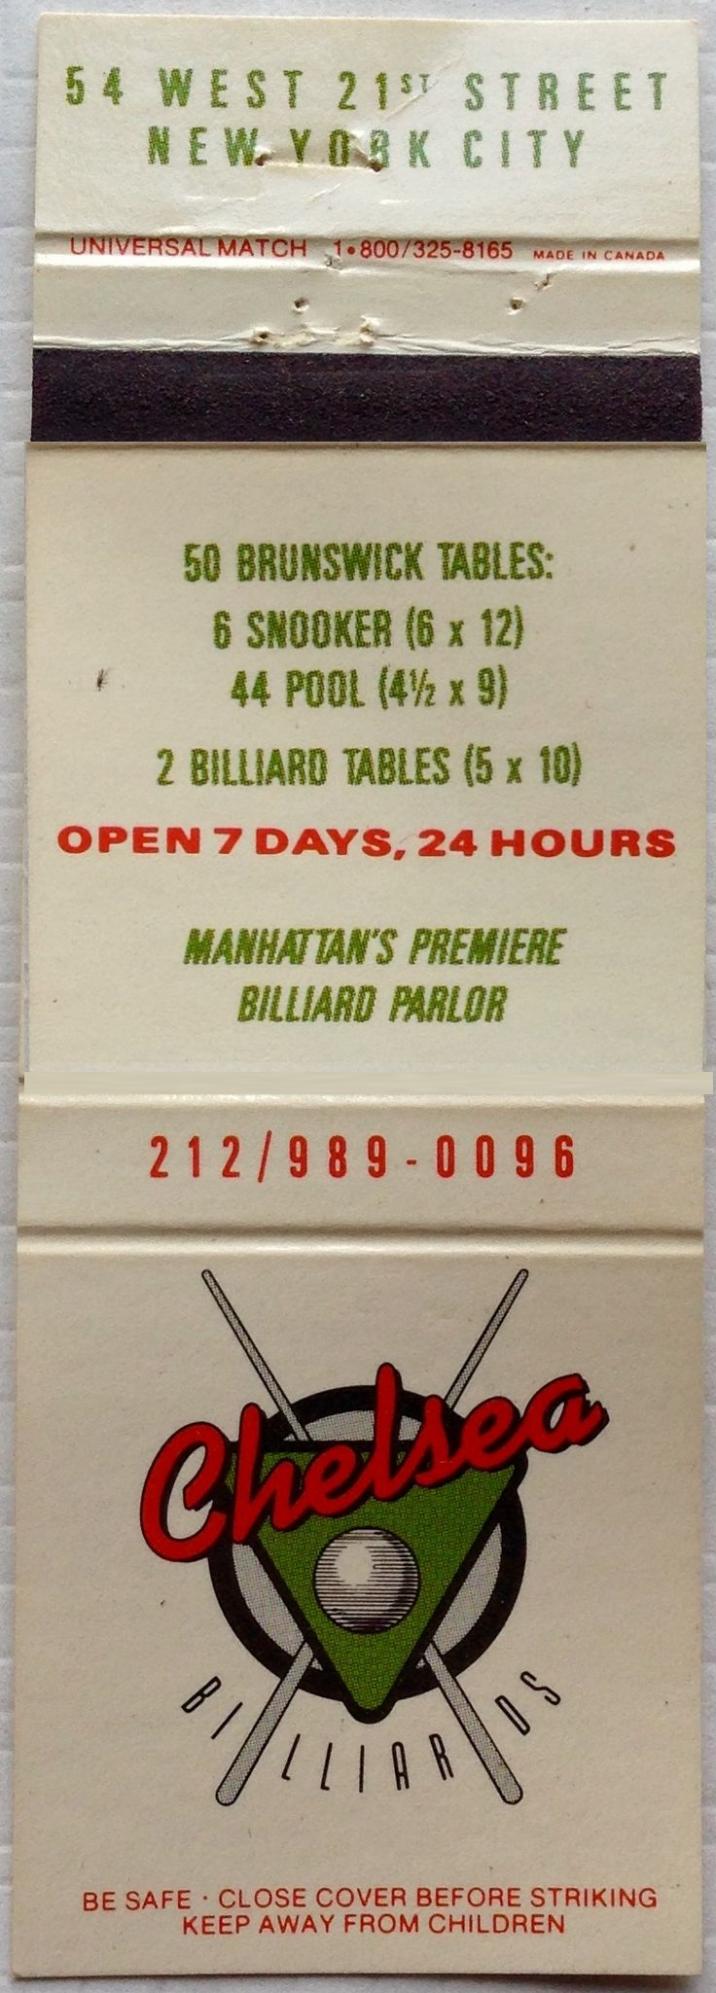 54 WEST 21ST STREET
NEW YORK CITY
UNIVERSAL MATCH 1•800/325-8165 MADE IN CANADA
50 BRUNSWICK TABLES:
6 SNOOKER (6 x 12)
44 POOL (4½ x 9)
2 BILLIARD TABLES (5 x 10)
OPEN 7 DAYS, 24 HOURS
MANHATTAN'S PREMIERE
BILLIARD PARLOR
212/989-0096
Chelsea
BILLIARDS
BE SAFE · CLOSE COVER BEFORE STRIKING
KEEP AWAY FROM CHILDREN